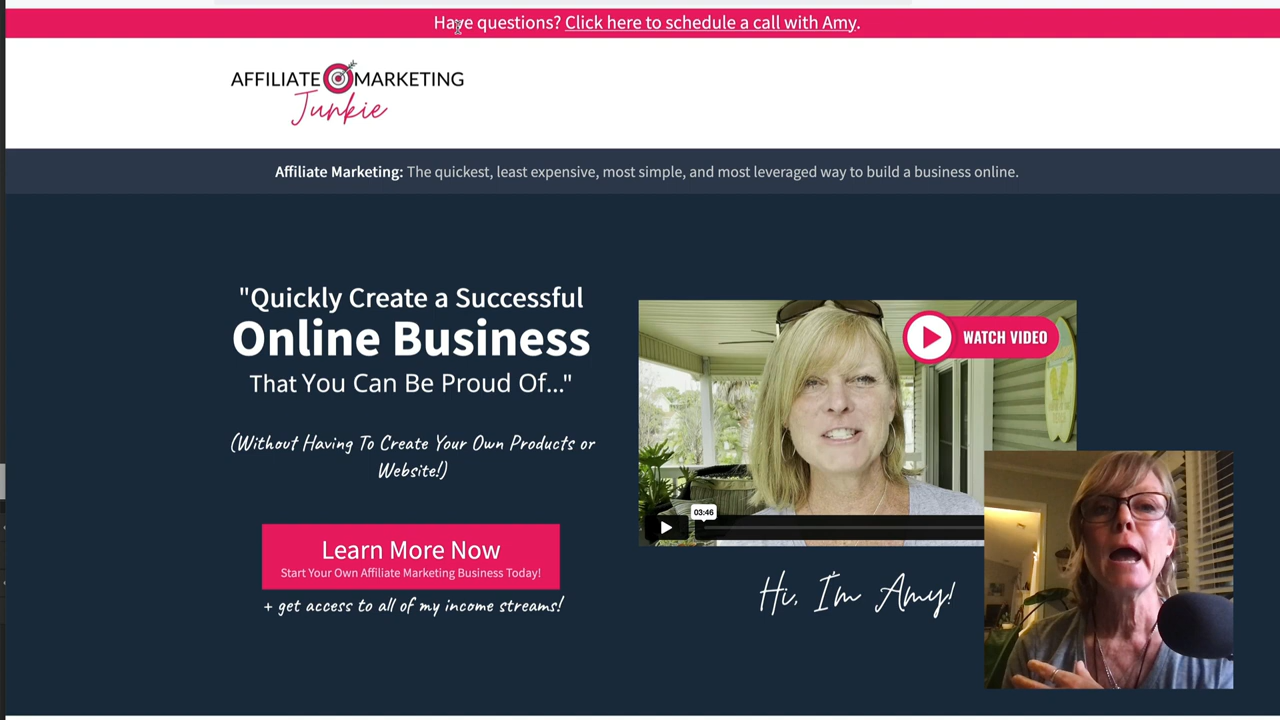 Have questions? Click here to schedule a call with Amy.
AFFILIATE MARKETING
Junkie
Affiliate Marketing: The quickest, least expensive, most simple, and most leveraged way to build a business online.
"Quickly Create a Successful
Online Business
That You Can Be Proud Of..."
(Without Having To Create Your Own Products or
Website!)
Learn More Now
Start Your Own Affiliate Marketing Business Today!
+ get access to all of my income streams!
WATCH VIDEO
03:46
Hi, I'm Amy!